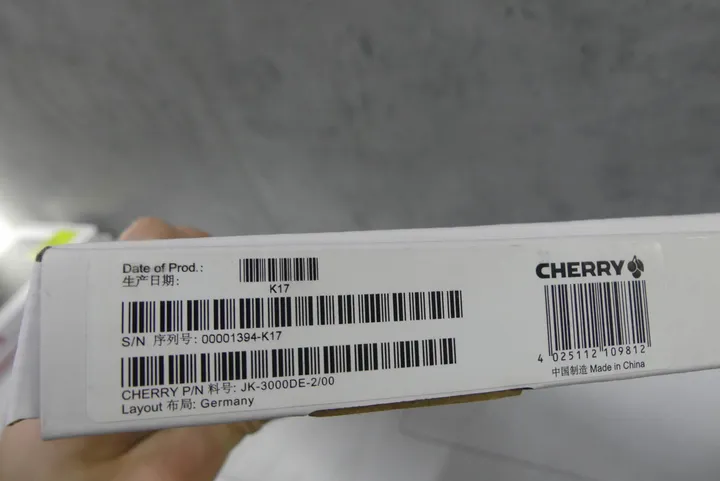 Date of Prod.:
生产日期:
K17
S/N 序列号: 00001394-K17
CHERRY P/N 料号: JK-3000DE-2/00
Layout 布局: Germany
CHERRY
4 025112 109812
中国制造 Made in China